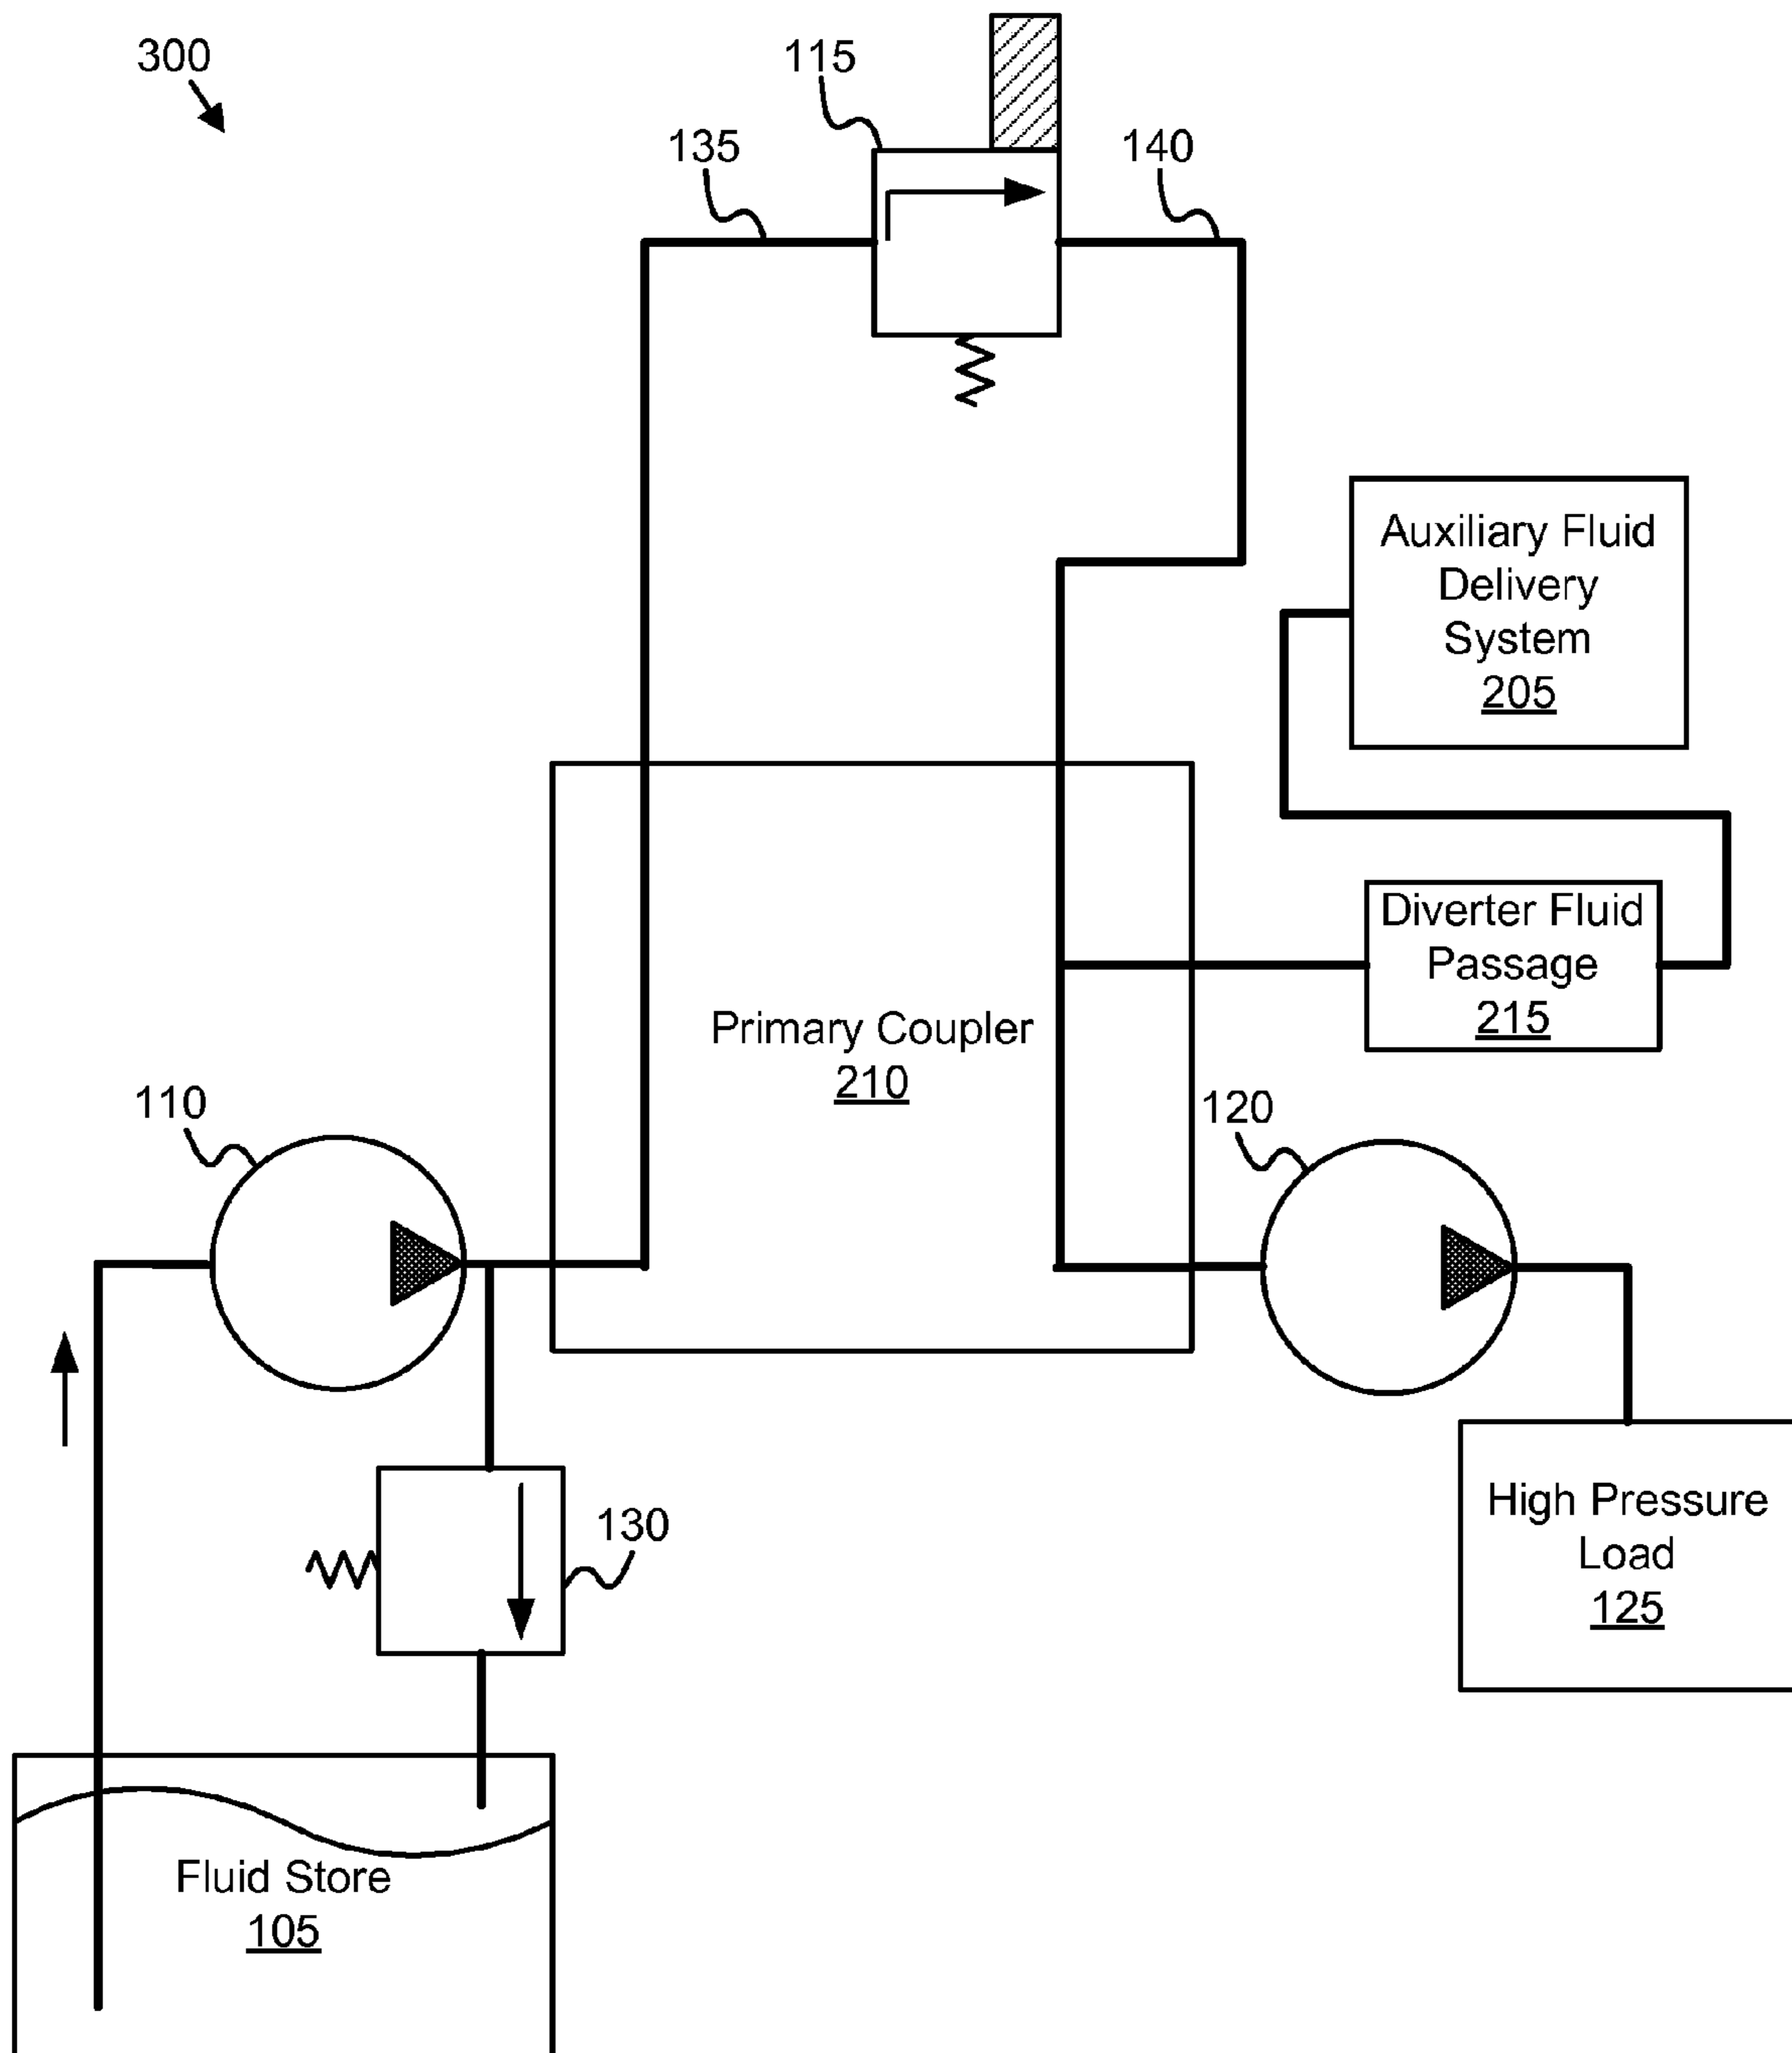 300
115
135
140
Auxiliary Fluid
Delivery
System
205
Diverter Fluid
Passage
215
Primary Coupler
210
110
120
High Pressure
Load
125
130
Fluid Store
105